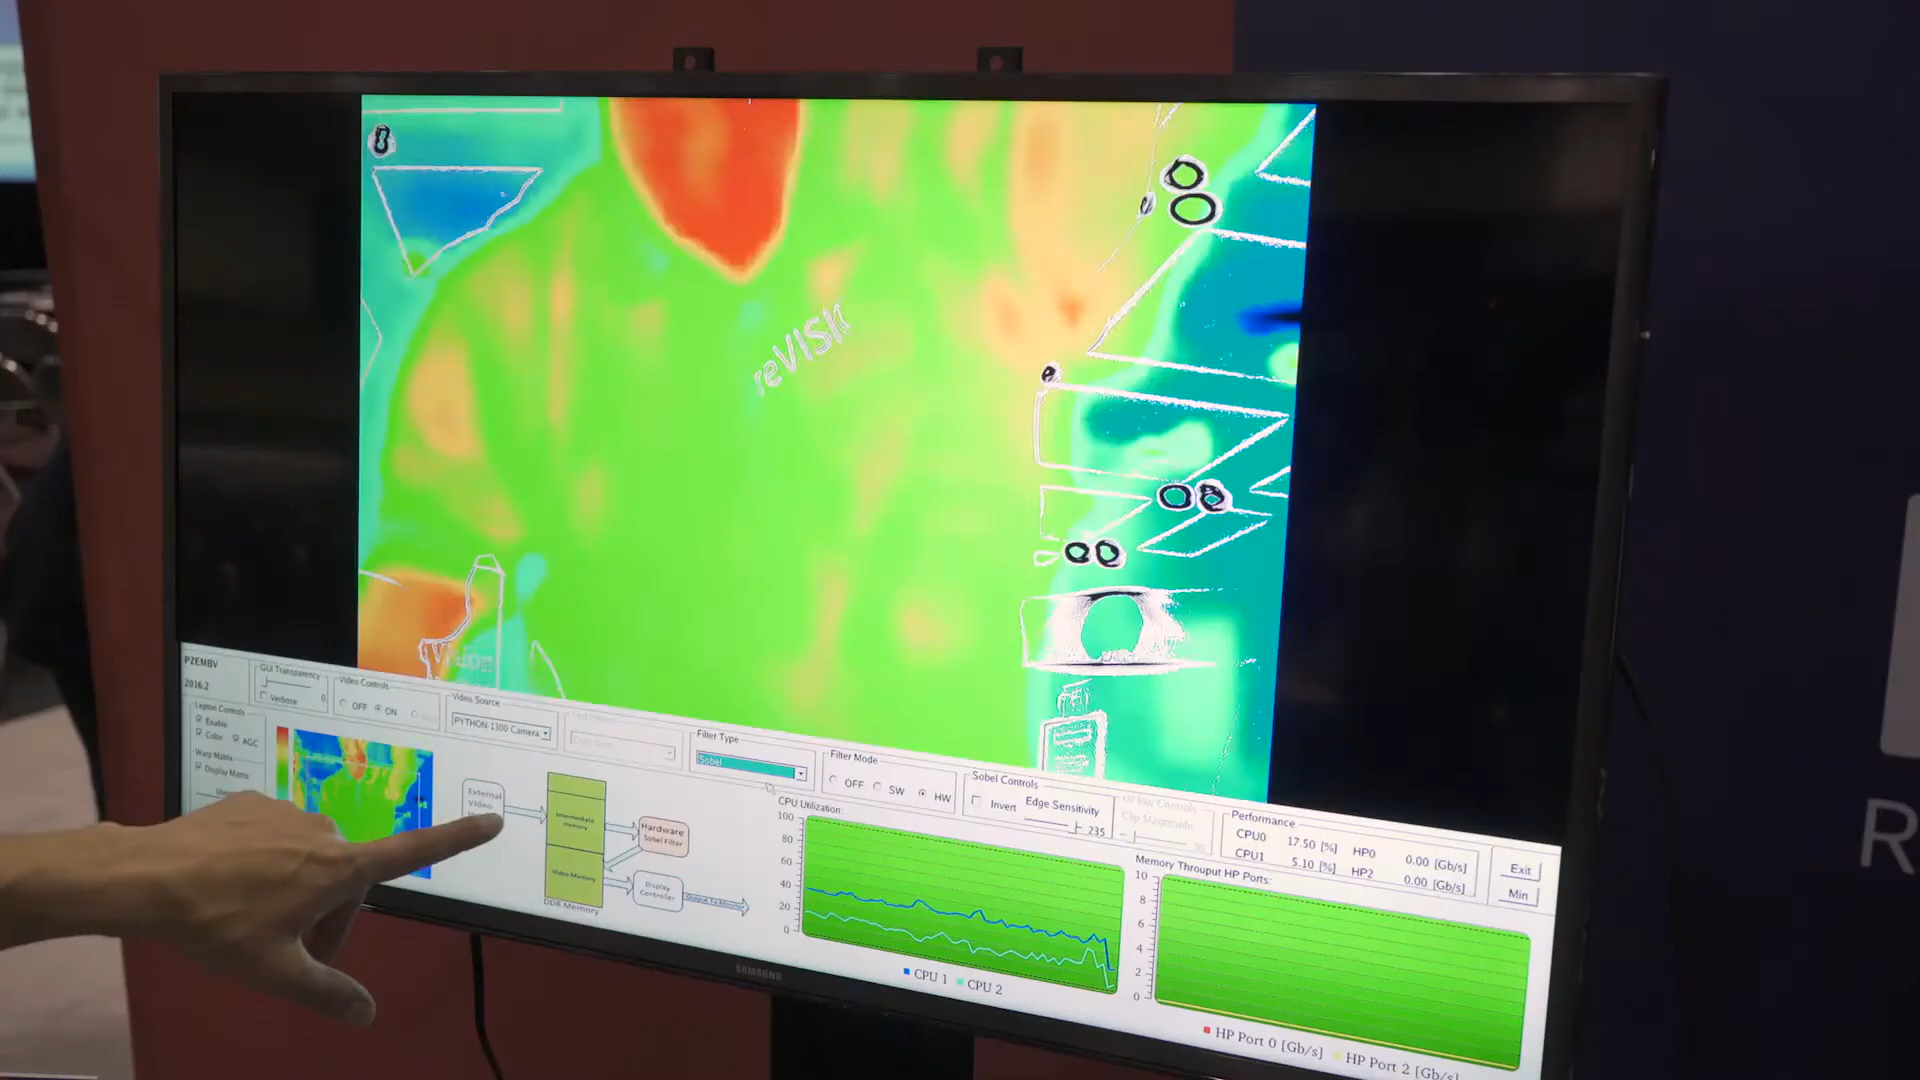 reVISI
PZEMBV
2016.2
GUI Transparency
0
Verbose
Video Controls
OFF
ON
Video Source
PYTHON-1300 Camera
Filter Type
Sobel
Filter Mode
OFF
SW
HW
Sobel Controls
Invert
Edge Sensitivity
235
Clip Magnitude
Performance
CPU0 17.50 [%] HP0 0.00 [Gb/s]
CPU1 5.10 [%] HP2 0.00 [Gb/s]
Exit
Min
Lepton Controls
Enable
Color
AGC
Warp Matrix
Display Matrix
External
Video
Intermediate
memory
Video Memory
DDR Memory
Hardware
Sobel Filter
Display
Controller
Output To Monitor
CPU Utilization:
100
80
60
40
20
0
CPU 1
CPU 2
Memory Throuput HP Ports:
10
8
6
4
2
0
HP Port 0 [Gb/s]
HP Port 2 [Gb/s]
SAMSUNG
R